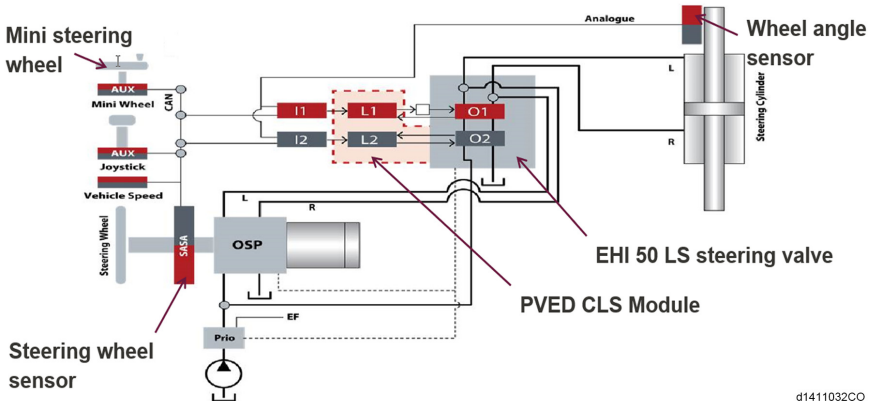 Analogue
Mini steering
wheel
Wheel angle
sensor
AUX
Mini Wheel
CAN
L
Steering Cylinder
I1
L1
O1
I2
L2
O2
AUX
Joystick
R
Vehicle Speed
L
R
Steering Wheel
SASA
OSP
EHI 50 LS steering valve
PVED CLS Module
EF
Prio
Steering wheel
sensor
d1411032CO